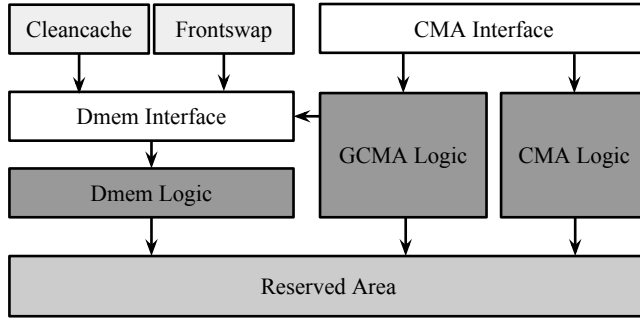 Cleancache
Frontswap
CMA Interface
Dmem Interface
GCMA Logic
CMA Logic
Dmem Logic
Reserved Area